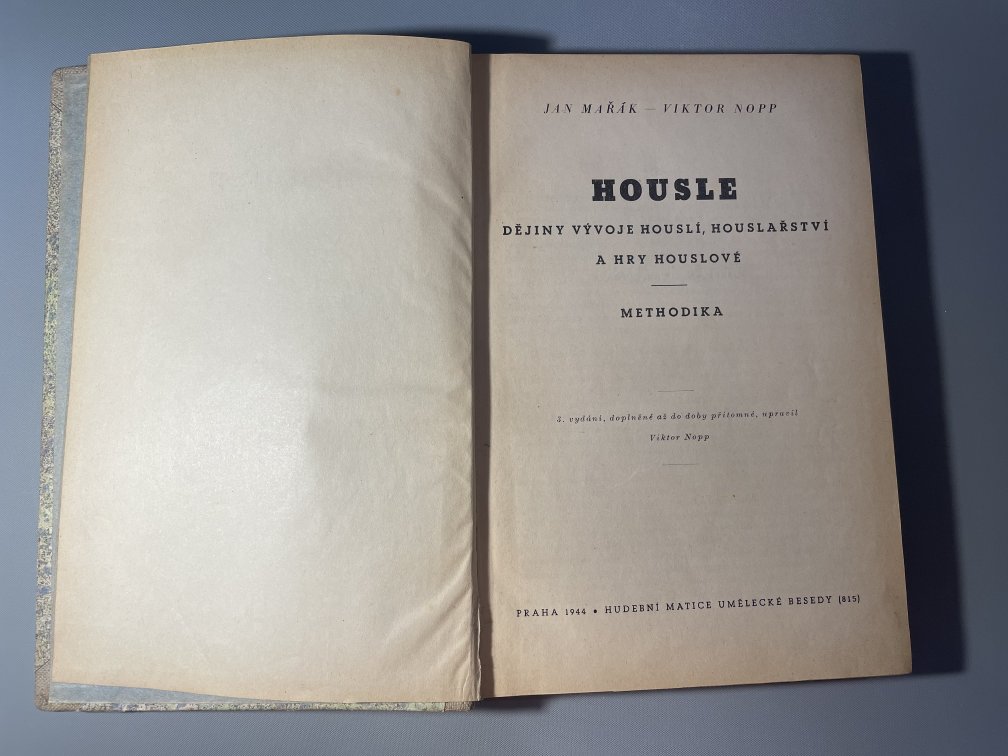 JAN MAŘÁK — VIKTOR NOPP
HOUSLE
DĚJINY VÝVOJE HOUSLÍ, HOUSLAŘSTVÍ
A HRY HOUSLOVÉ
METHODIKA
3. vydání, doplněné až do doby přítomné, upravil
Viktor Nopp
PRAHA 1944 • HUDEBNÍ MATICE UMĚLECKÉ BESEDY (815)